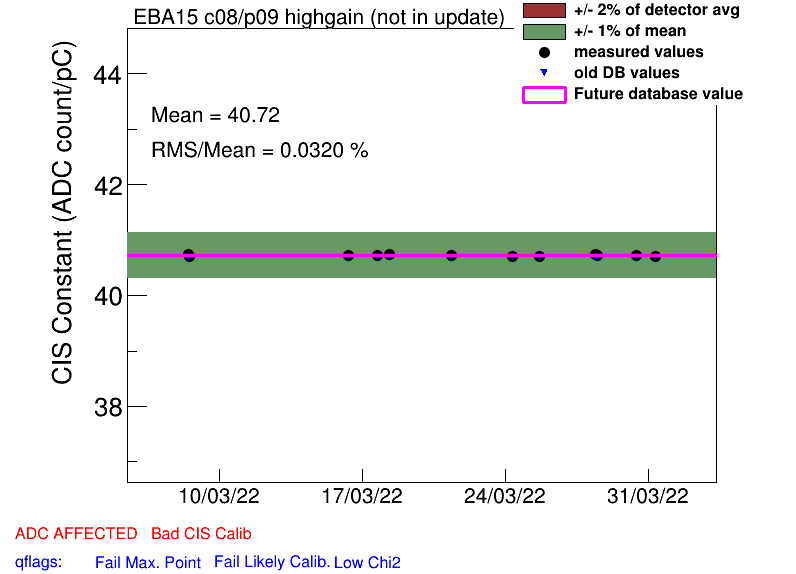 EBA15 c08/p09 highgain (not in update)
+/- 2% of detector avg
+/- 1% of mean
measured values
old DB values
Future database value
CIS Constant (ADC count/pC)
44
42
40
38
Mean = 40.72
RMS/Mean = 0.0320 %
10/03/22 17/03/22 24/03/22 31/03/22
ADC AFFECTED Bad CIS Calib
qflags: Fail Max. Point Fail Likely Calib. Low Chi2